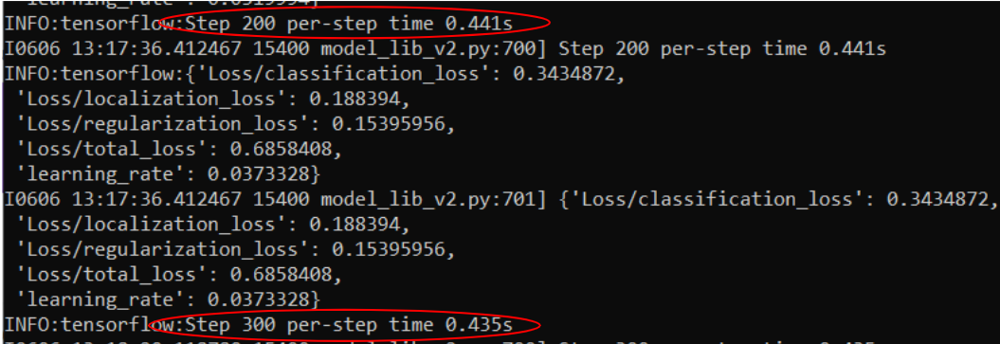 INFO:tensorflow:Step 200 per-step time 0.441s
I0606 13:17:36.412467 15400 model_lib_v2.py:700] Step 200 per-step time 0.441s
INFO:tensorflow:{'Loss/classification_loss': 0.3434872,
'Loss/localization_loss': 0.188394,
'Loss/regularization_loss': 0.15395956,
'Loss/total_loss': 0.6858408,
'learning_rate': 0.0373328}
I0606 13:17:36.412467 15400 model_lib_v2.py:701] {'Loss/classification_loss': 0.3434872,
'Loss/localization_loss': 0.188394,
'Loss/regularization_loss': 0.15395956,
'Loss/total_loss': 0.6858408,
'learning_rate': 0.0373328}
INFO:tensorflow:Step 300 per-step time 0.435s